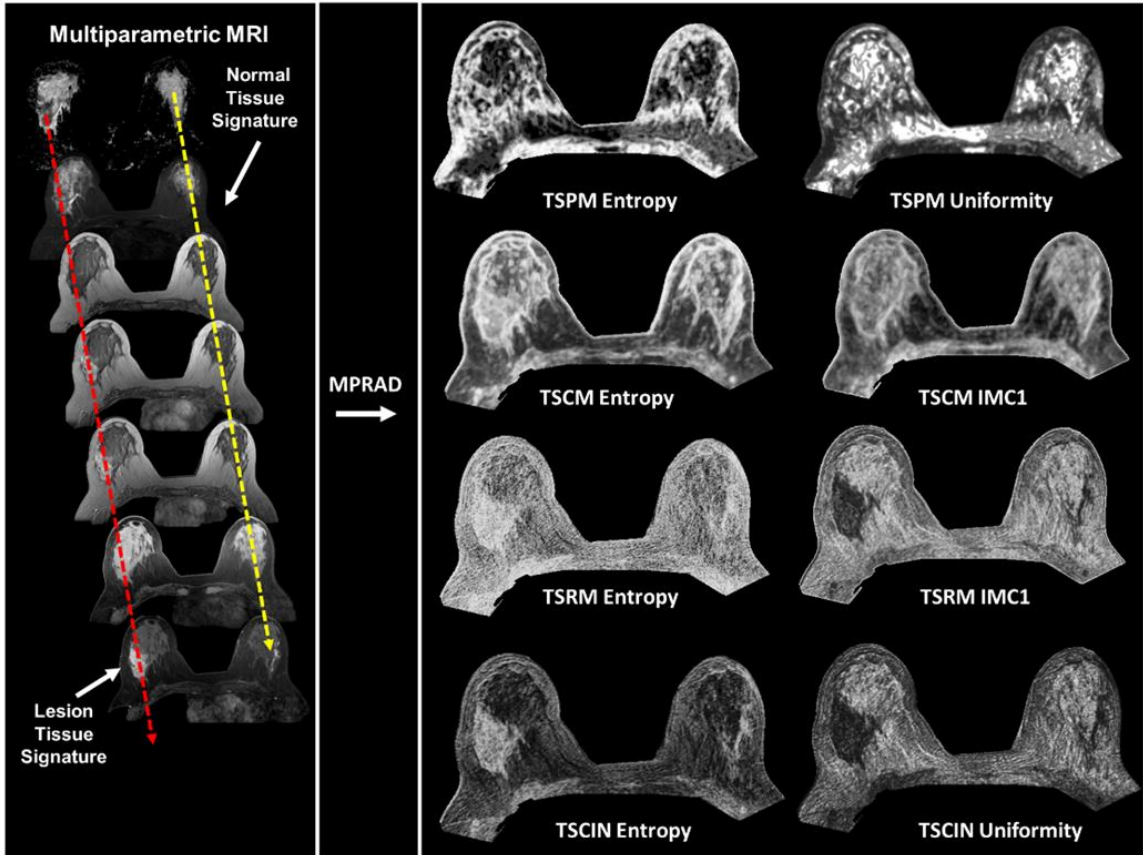 Multiparametric MRI
Normal
Tissue
Signature
Lesion
Tissue
Signature
MPRAD
TSPM Entropy
TSPM Uniformity
TSCM Entropy
TSCM IMC1
TSRM Entropy
TSRM IMC1
TSCIN Entropy
TSCIN Uniformity